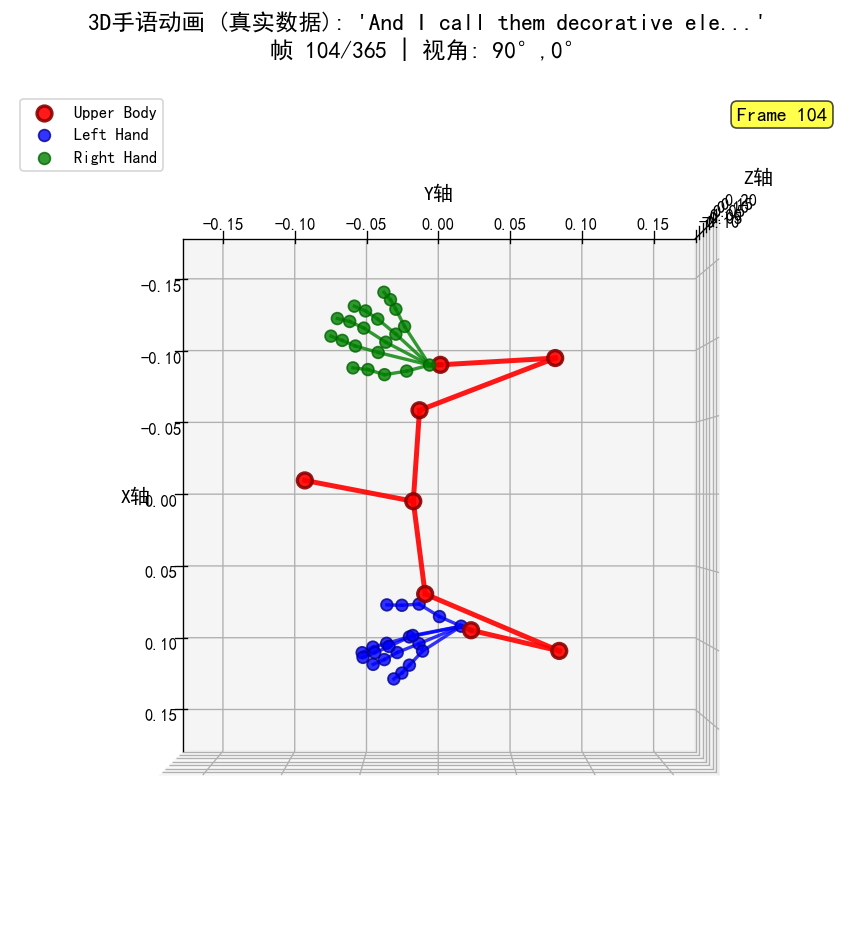 3D手语动画 (真实数据): 'And I call them decorative ele...'
帧 104/365 | 视角: 90°,0°
Upper Body
Left Hand
Right Hand
Frame 104
Z轴
Y轴
-0.15 -0.10 -0.05 0.00 0.05 0.10 0.15
-0.15
-0.10
-0.05
X轴
0.00
0.05
0.10
0.15